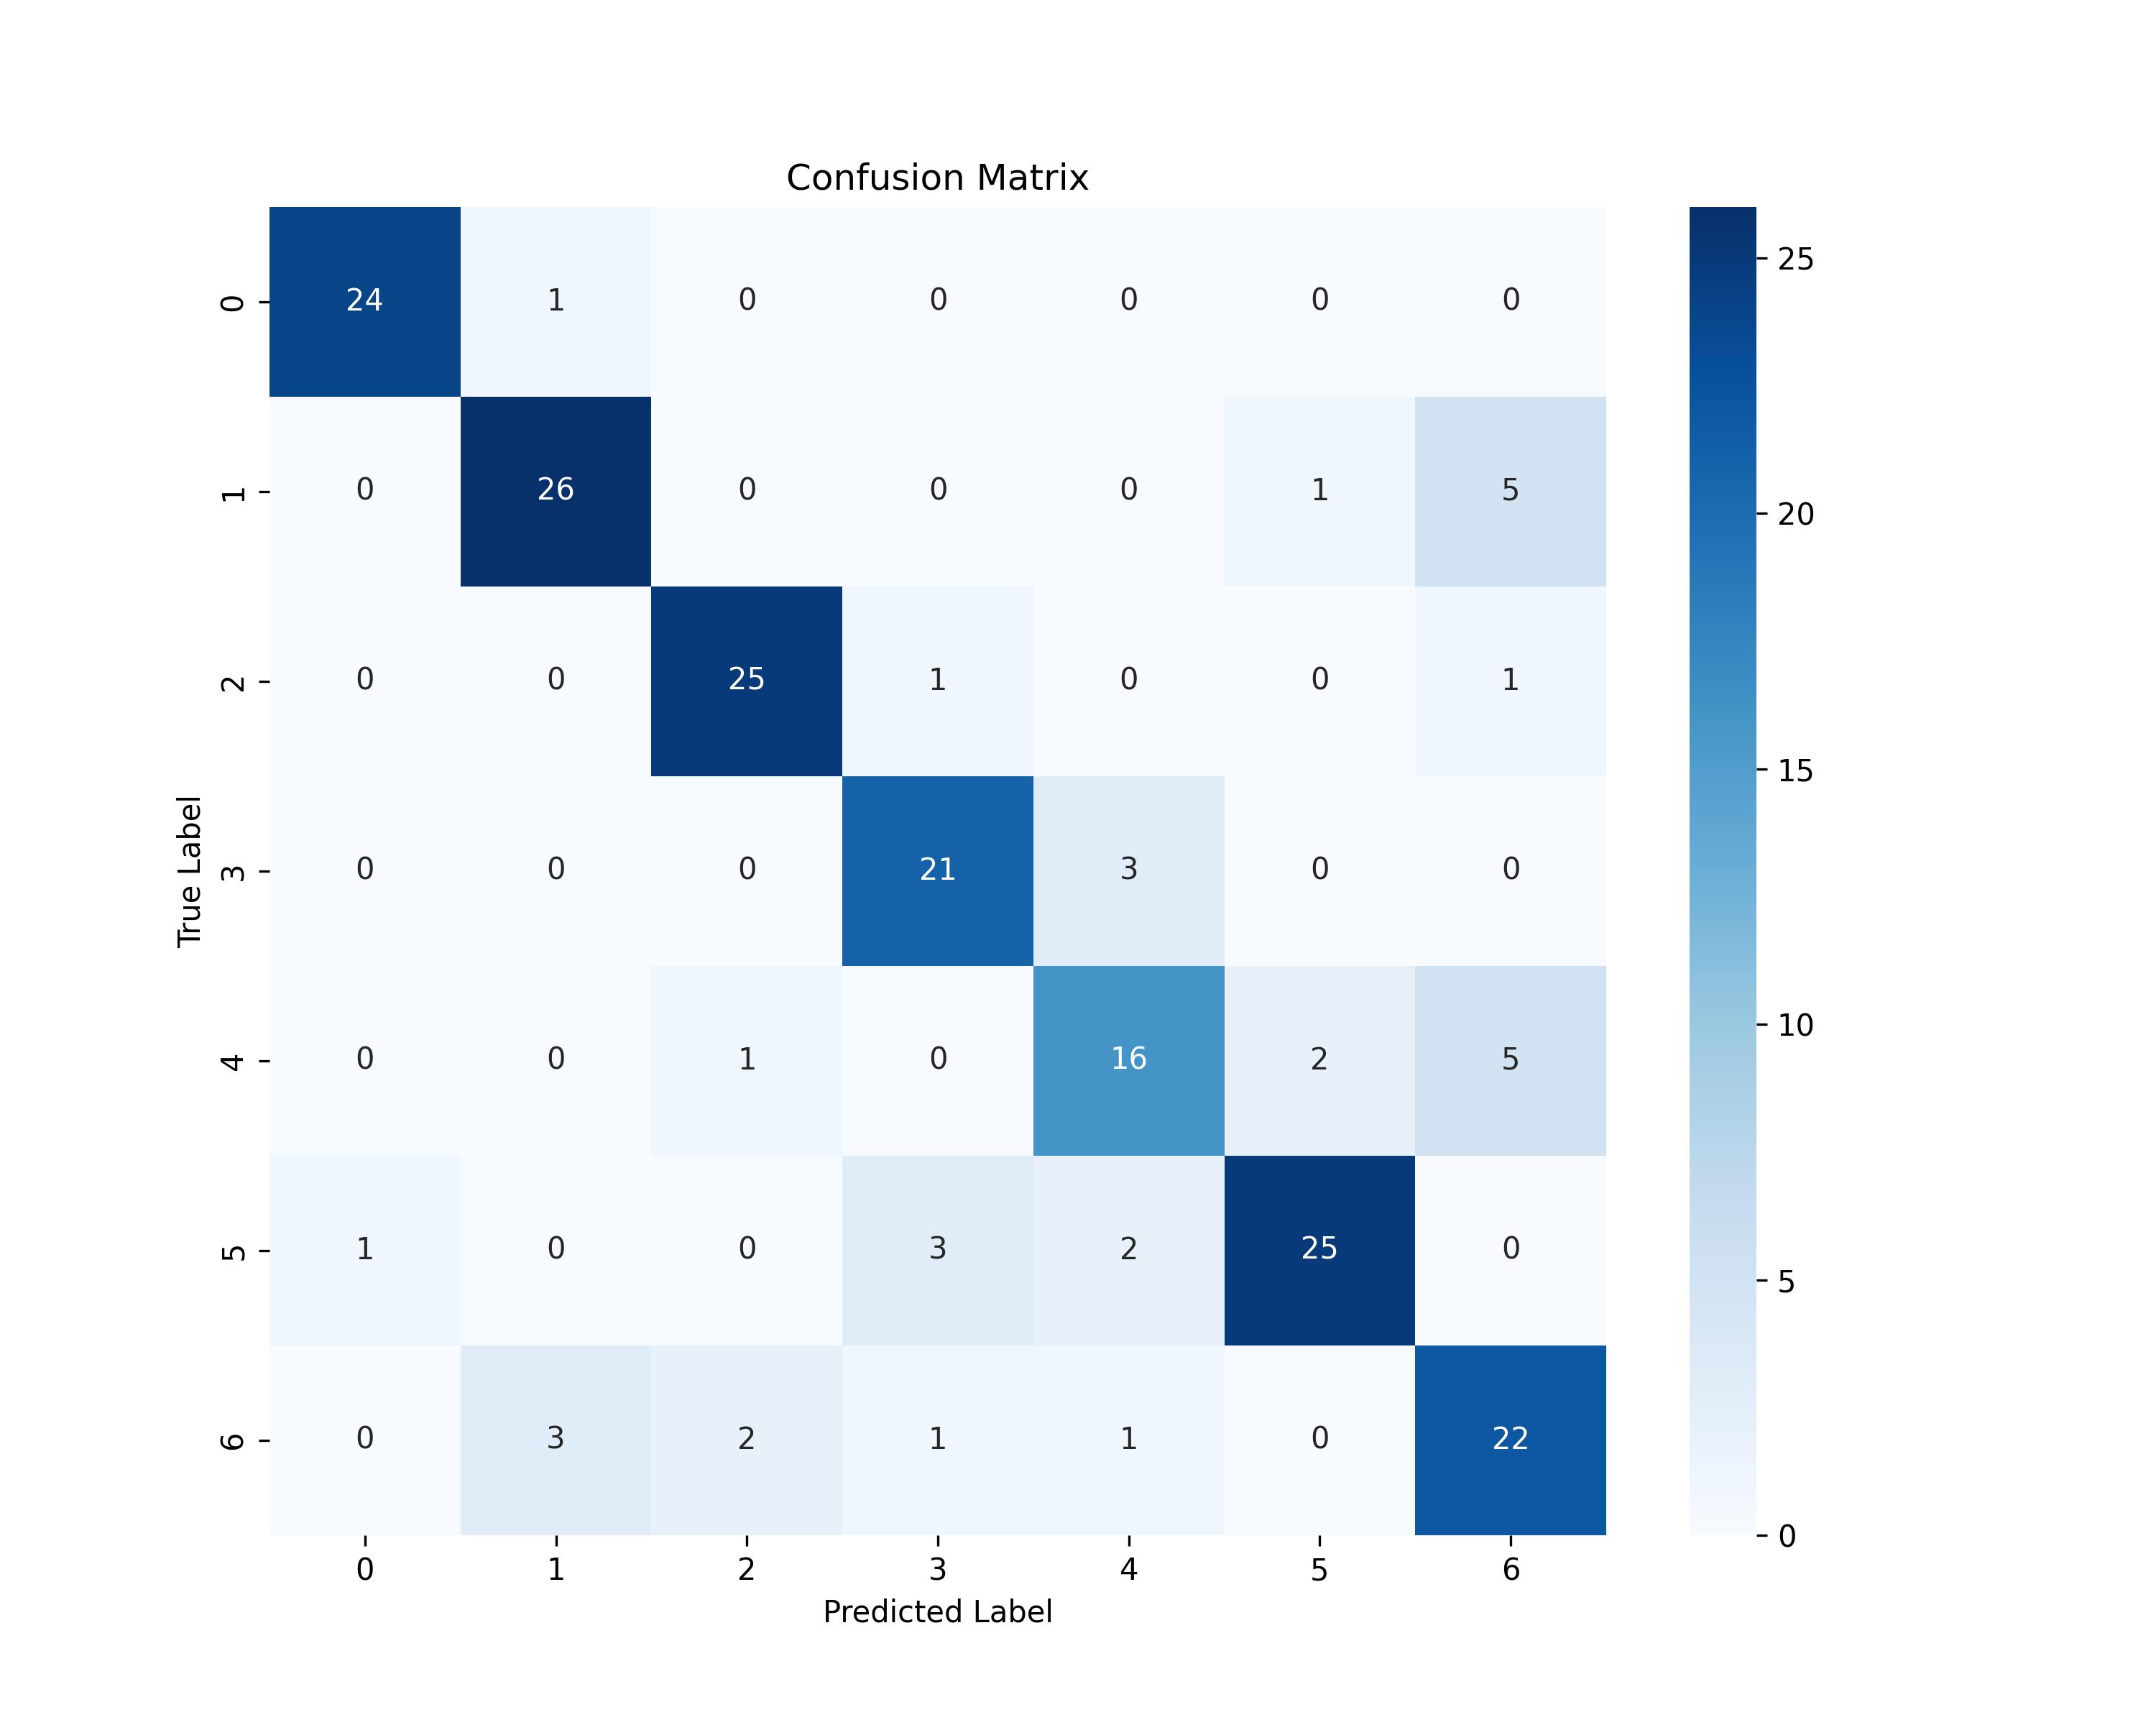 Confusion Matrix
True Label
0 24 1 0 0 0 0 0
1 0 26 0 0 0 1 5
2 0 0 25 1 0 0 1
3 0 0 0 21 3 0 0
4 0 0 1 0 16 2 5
5 1 0 0 3 2 25 0
6 0 3 2 1 1 0 22
0 1 2 3 4 5 6
Predicted Label
25
20
15
10
5
0